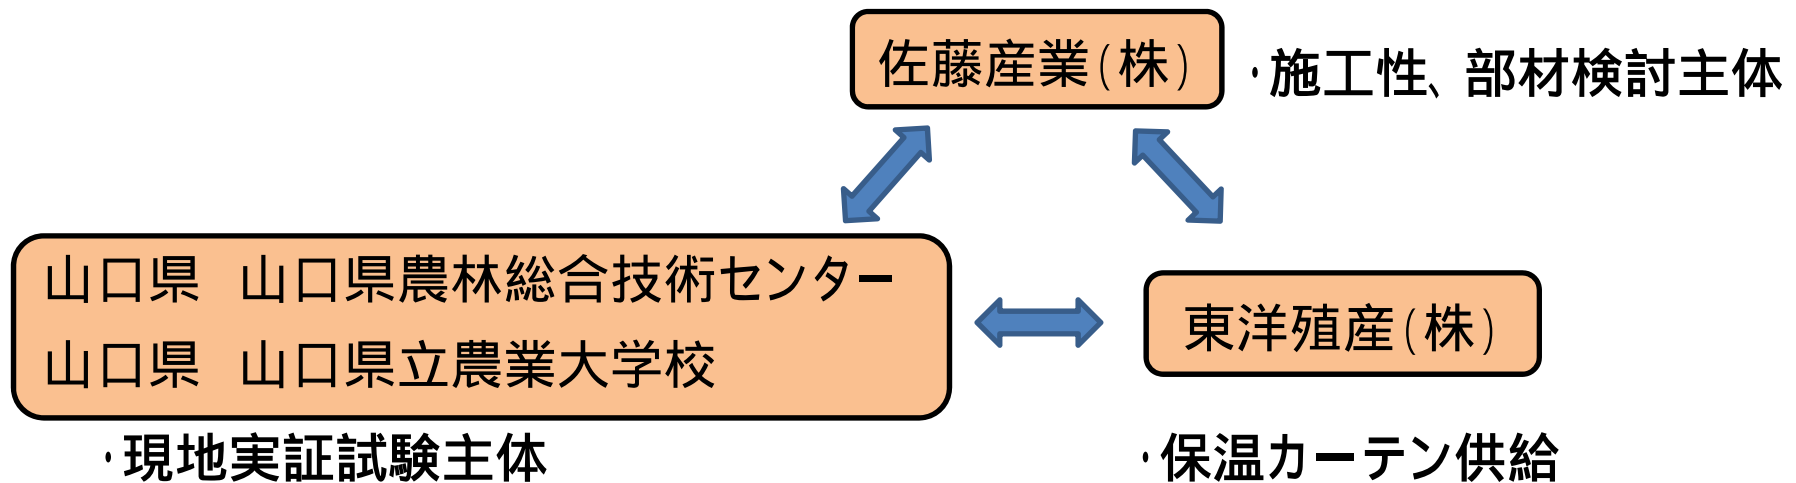 佐藤産業(株)
・施工性、部材検討主体
山口県　山口県農林総合技術センター
山口県　山口県立農業大学校
・現地実証試験主体
東洋殖産(株)
・保温カーテン供給